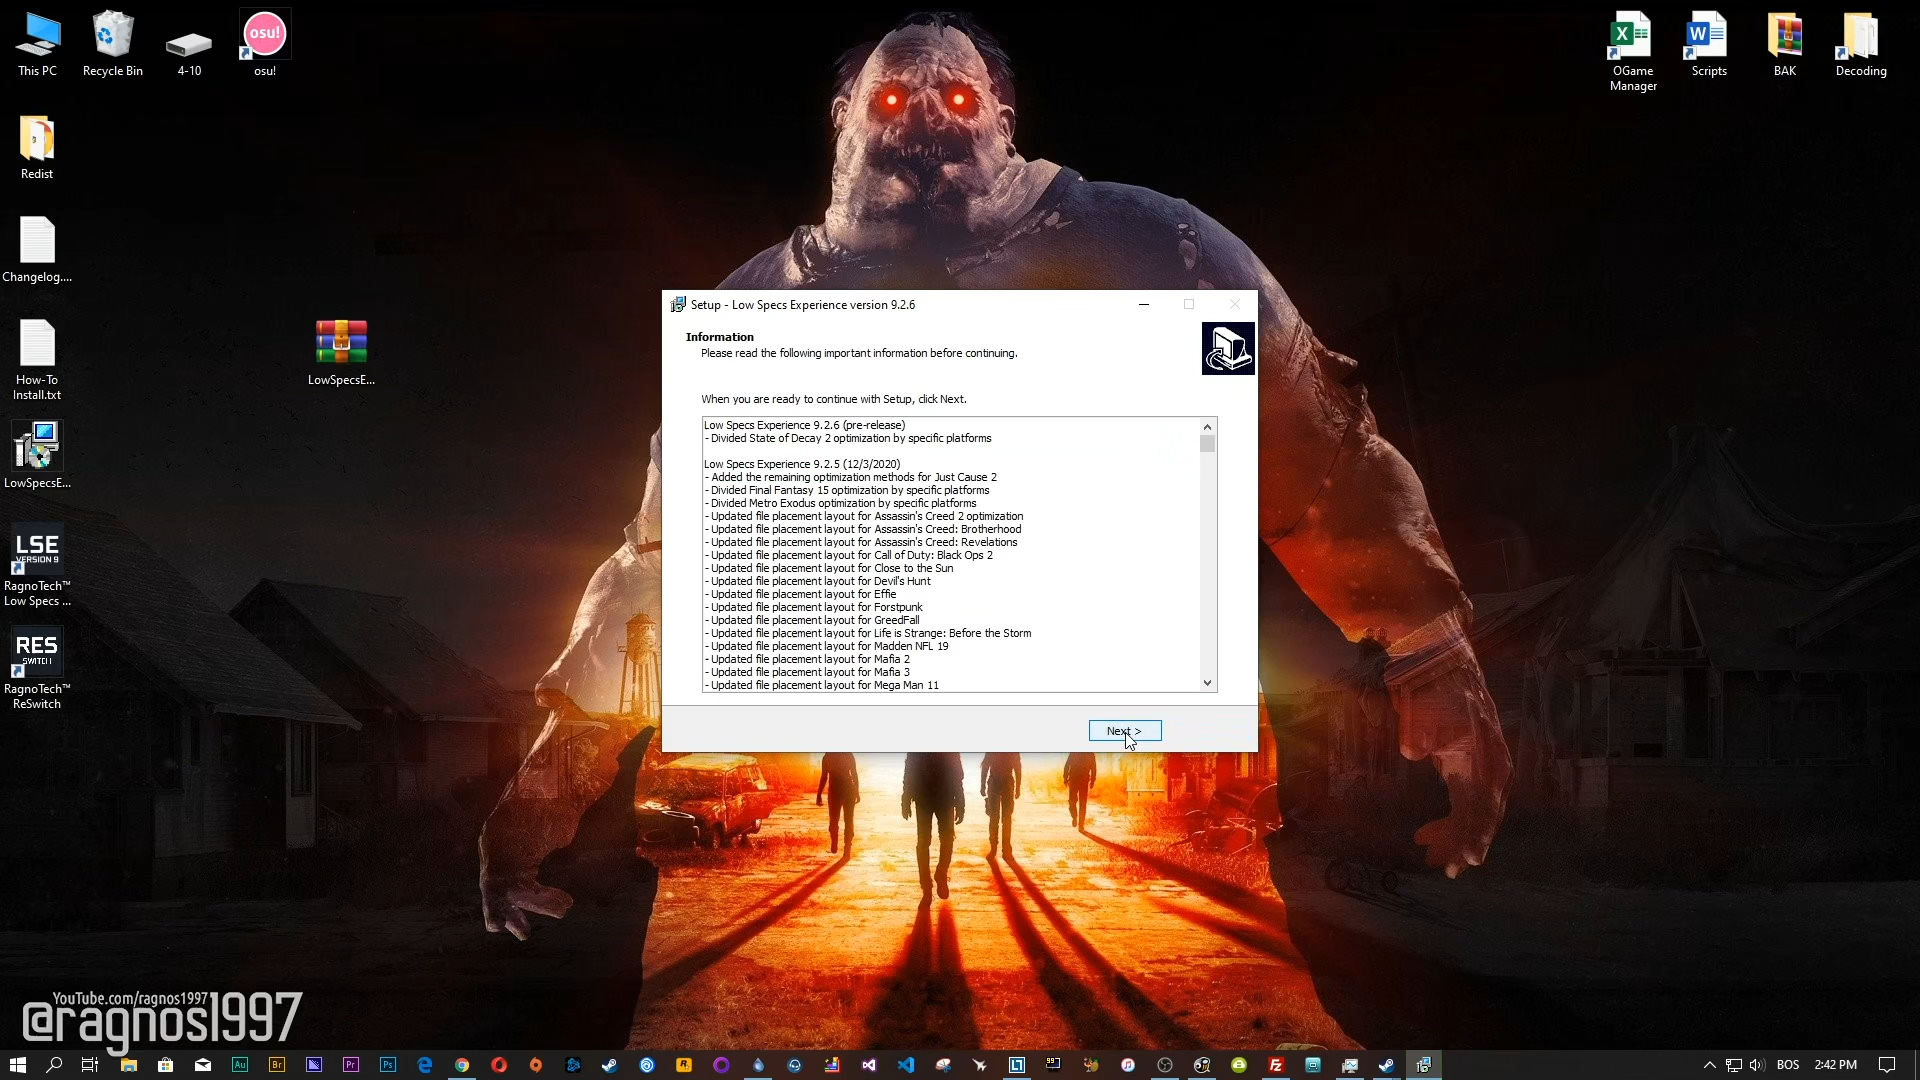 This PC
Recycle Bin
4-10
osu!
osu!
OGame
Manager
Scripts
BAK
Decoding
Redist
Changelog....
How-To
Install.txt
LowSpecsE...
LowSpecsE...
LSE
VERSION 9
RagnoTech™
Low Specs ...
RES
SWITCH
RagnoTech™
ReSwitch
Setup - Low Specs Experience version 9.2.6
Information
Please read the following important information before continuing.
When you are ready to continue with Setup, click Next.
Low Specs Experience 9.2.6 (pre-release)
- Divided State of Decay 2 optimization by specific platforms
Low Specs Experience 9.2.5 (12/3/2020)
- Added the remaining optimization methods for Just Cause 2
- Divided Final Fantasy 15 optimization by specific platforms
- Divided Metro Exodus optimization by specific platforms
- Updated file placement layout for Assassin's Creed 2 optimization
- Updated file placement layout for Assassin's Creed: Brotherhood
- Updated file placement layout for Assassin's Creed: Revelations
- Updated file placement layout for Call of Duty: Black Ops 2
- Updated file placement layout for Close to the Sun
- Updated file placement layout for Devil's Hunt
- Updated file placement layout for Effie
- Updated file placement layout for Forstpunk
- Updated file placement layout for GreedFall
- Updated file placement layout for Life is Strange: Before the Storm
- Updated file placement layout for Madden NFL 19
- Updated file placement layout for Mafia 2
- Updated file placement layout for Mafia 3
- Updated file placement layout for Mega Man 11
Next >
YouTube.com/ragnos1997
@ragnos1997
Au
Br
Pr
Ps
BOS
2:42 PM